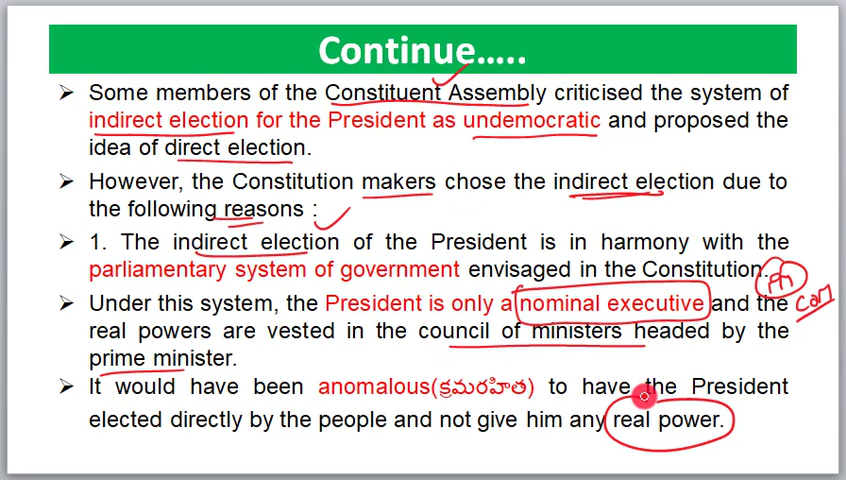 Continue…..
➤ Some members of the Constituent Assembly criticised the system of
indirect election for the President as undemocratic and proposed the
idea of direct election.
➤ However, the Constitution makers chose the indirect election due to
the following reasons :
➤ 1. The indirect election of the President is in harmony with the
parliamentary system of government envisaged in the Constitution.
PM
➤ Under this system, the President is only a nominal executive and the
COM
real powers are vested in the council of ministers headed by the
prime minister.
➤ It would have been anomalous(క్రమరహిత) to have the President
elected directly by the people and not give him any real power.